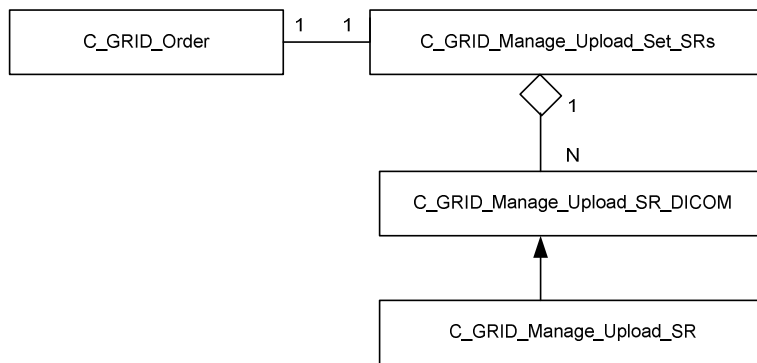 C_GRID_Order
1 1
C_GRID_Manage_Upload_Set_SRs
1
N
C_GRID_Manage_Upload_SR_DICOM
C_GRID_Manage_Upload_SR